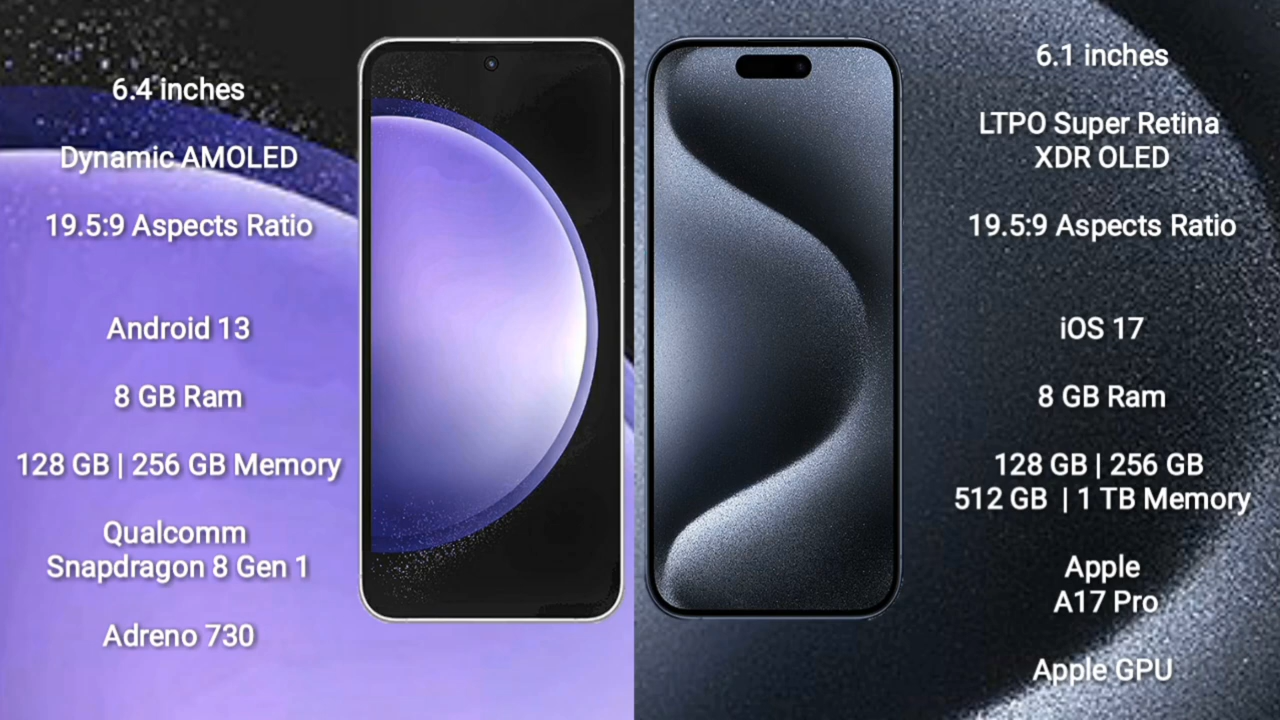 6.4 inches
Dynamic AMOLED
19.5:9 Aspects Ratio
Android 13
8 GB Ram
128 GB | 256 GB Memory
Qualcomm
Snapdragon 8 Gen 1
Adreno 730
6.1 inches
LTPO Super Retina
XDR OLED
19.5:9 Aspects Ratio
iOS 17
8 GB Ram
128 GB | 256 GB
512 GB | 1 TB Memory
Apple
A17 Pro
Apple GPU